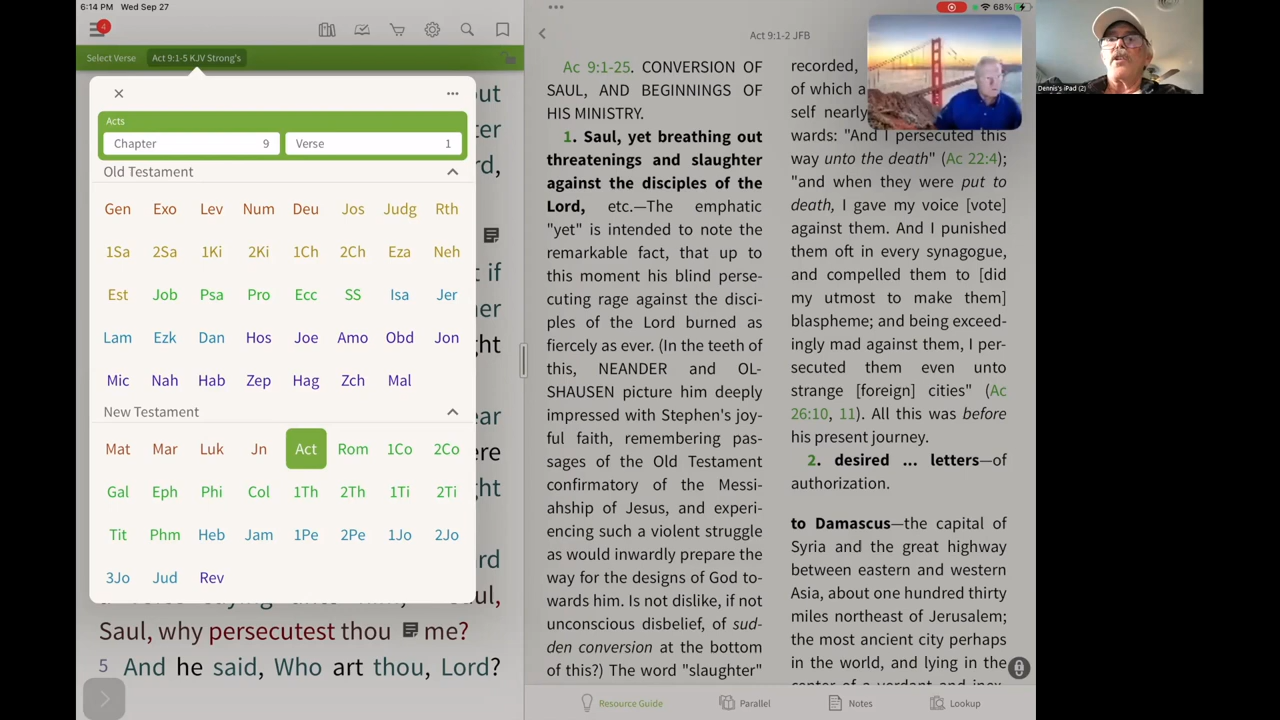 6:14 PM Wed Sep 27
4
Select Verse Act 9:1-5 KJV Strong's
Acts
Chapter 9 Verse 1
Old Testament
Gen Exo Lev Num Deu Jos Judg Rth
1Sa 2Sa 1Ki 2Ki 1Ch 2Ch Eza Neh
Est Job Psa Pro Ecc SS Isa Jer
Lam Ezk Dan Hos Joe Amo Obd Jon
Mic Nah Hab Zep Hag Zch Mal
New Testament
Mat Mar Luk Jn Act Rom 1Co 2Co
Gal Eph Phi Col 1Th 2Th 1Ti 2Ti
Tit Phm Heb Jam 1Pe 2Pe 1Jo 2Jo
3Jo Jud Rev
Saul, why persecutest thou me?
5 And he said, Who art thou, Lord?
68%
Act 9:1-2 JFB
Ac 9:1-25. CONVERSION OF
SAUL, AND BEGINNINGS OF
HIS MINISTRY.
1. Saul, yet breathing out
threatenings and slaughter
against the disciples of the
Lord, etc.—The emphatic
"yet" is intended to note the
remarkable fact, that up to
this moment his blind perse-
cuting rage against the disci-
ples of the Lord burned as
fiercely as ever. (In the teeth of
this, NEANDER and OL-
SHAUSEN picture him deeply
impressed with Stephen's joy-
ful faith, remembering pas-
sages of the Old Testament
confirmatory of the Messi-
ahship of Jesus, and experi-
encing such a violent struggle
as would inwardly prepare the
way for the designs of God to-
wards him. Is not dislike, if not
unconscious disbelief, of sud-
den conversion at the bottom
of this?) The word "slaughter"
recorded,
of which a
self nearly
wards: "And I persecuted this
way unto the death" (Ac 22:4);
"and when they were put to
death, I gave my voice [vote]
against them. And I punished
them oft in every synagogue,
and compelled them to [did
my utmost to make them]
blaspheme; and being exceed-
ingly mad against them, I per-
secuted them even unto
strange [foreign] cities" (Ac
26:10, 11). All this was before
his present journey.
2. desired ... letters—of
authorization.
to Damascus—the capital of
Syria and the great highway
between eastern and western
Asia, about one hundred thirty
miles northeast of Jerusalem;
the most ancient city perhaps
in the world, and lying in the
Resource Guide Parallel Notes Lookup
Dennis's iPad (2)